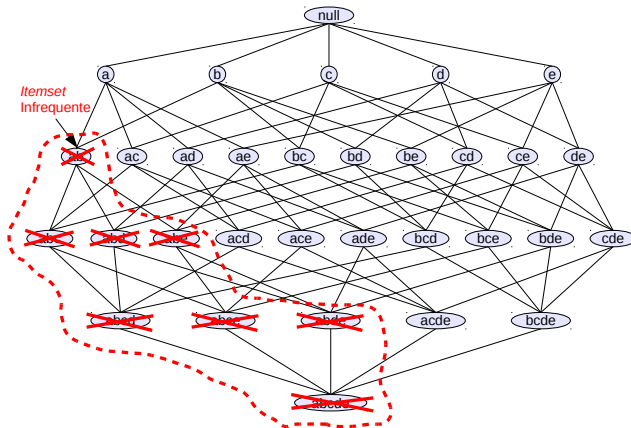 null
a b c d e
Itemset
Infrequente
ab ac ad ae bc bd be cd ce de
abc abd abe acd ace ade bcd bce bde cde
abcd abce abde acde bcde
abcde